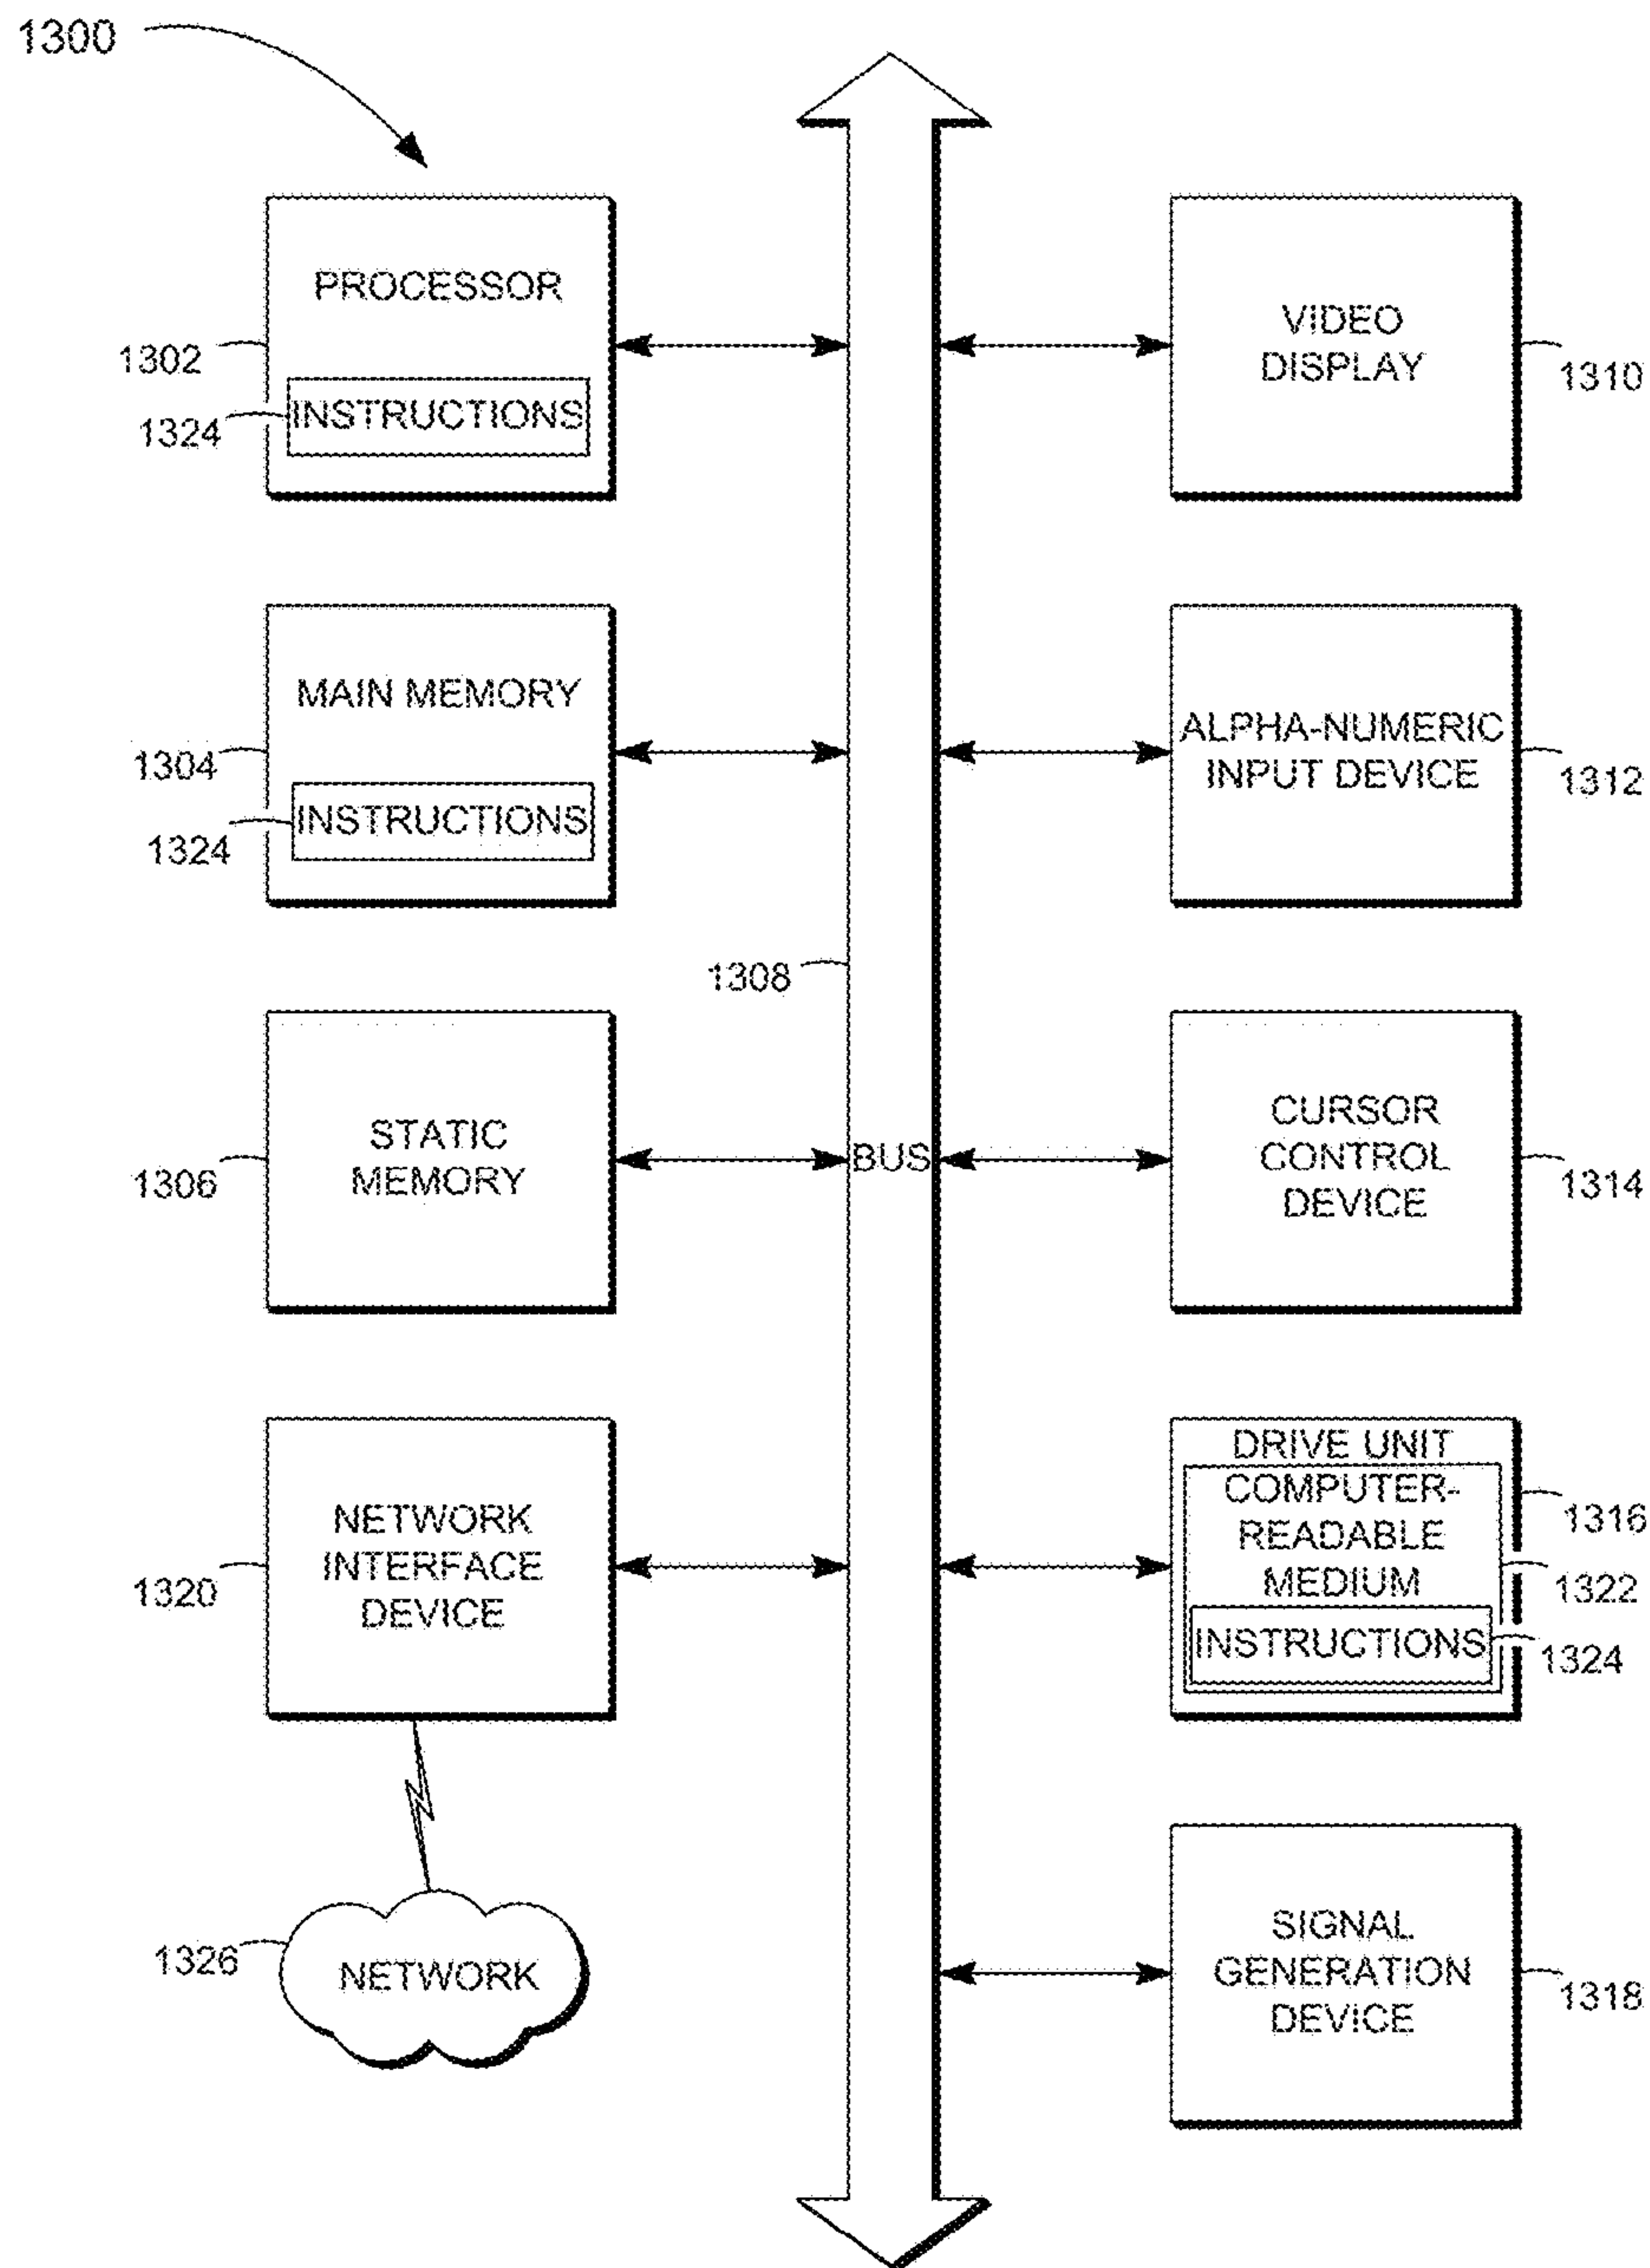 1300
PROCESSOR
1302
INSTRUCTIONS
1324
VIDEO
DISPLAY
1310
MAIN MEMORY
1304
INSTRUCTIONS
1324
ALPHA-NUMERIC
INPUT DEVICE
1312
1308
STATIC
MEMORY
1306
BUS
CURSOR
CONTROL
DEVICE
1314
NETWORK
INTERFACE
DEVICE
1320
DRIVE UNIT
COMPUTER-
READABLE
MEDIUM
INSTRUCTIONS
1316
1322
1324
1326
NETWORK
SIGNAL
GENERATION
DEVICE
1318